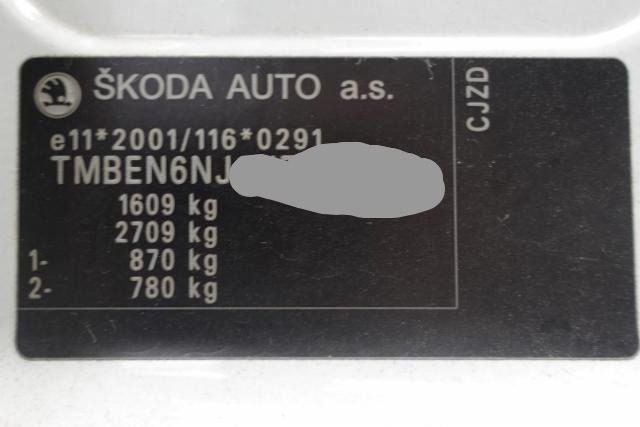 ŠKODA AUTO a.s.
e11*2001/116*0291
TMBEN6NJ
1609 kg
2709 kg
1- 870 kg
2- 780 kg
CJZD